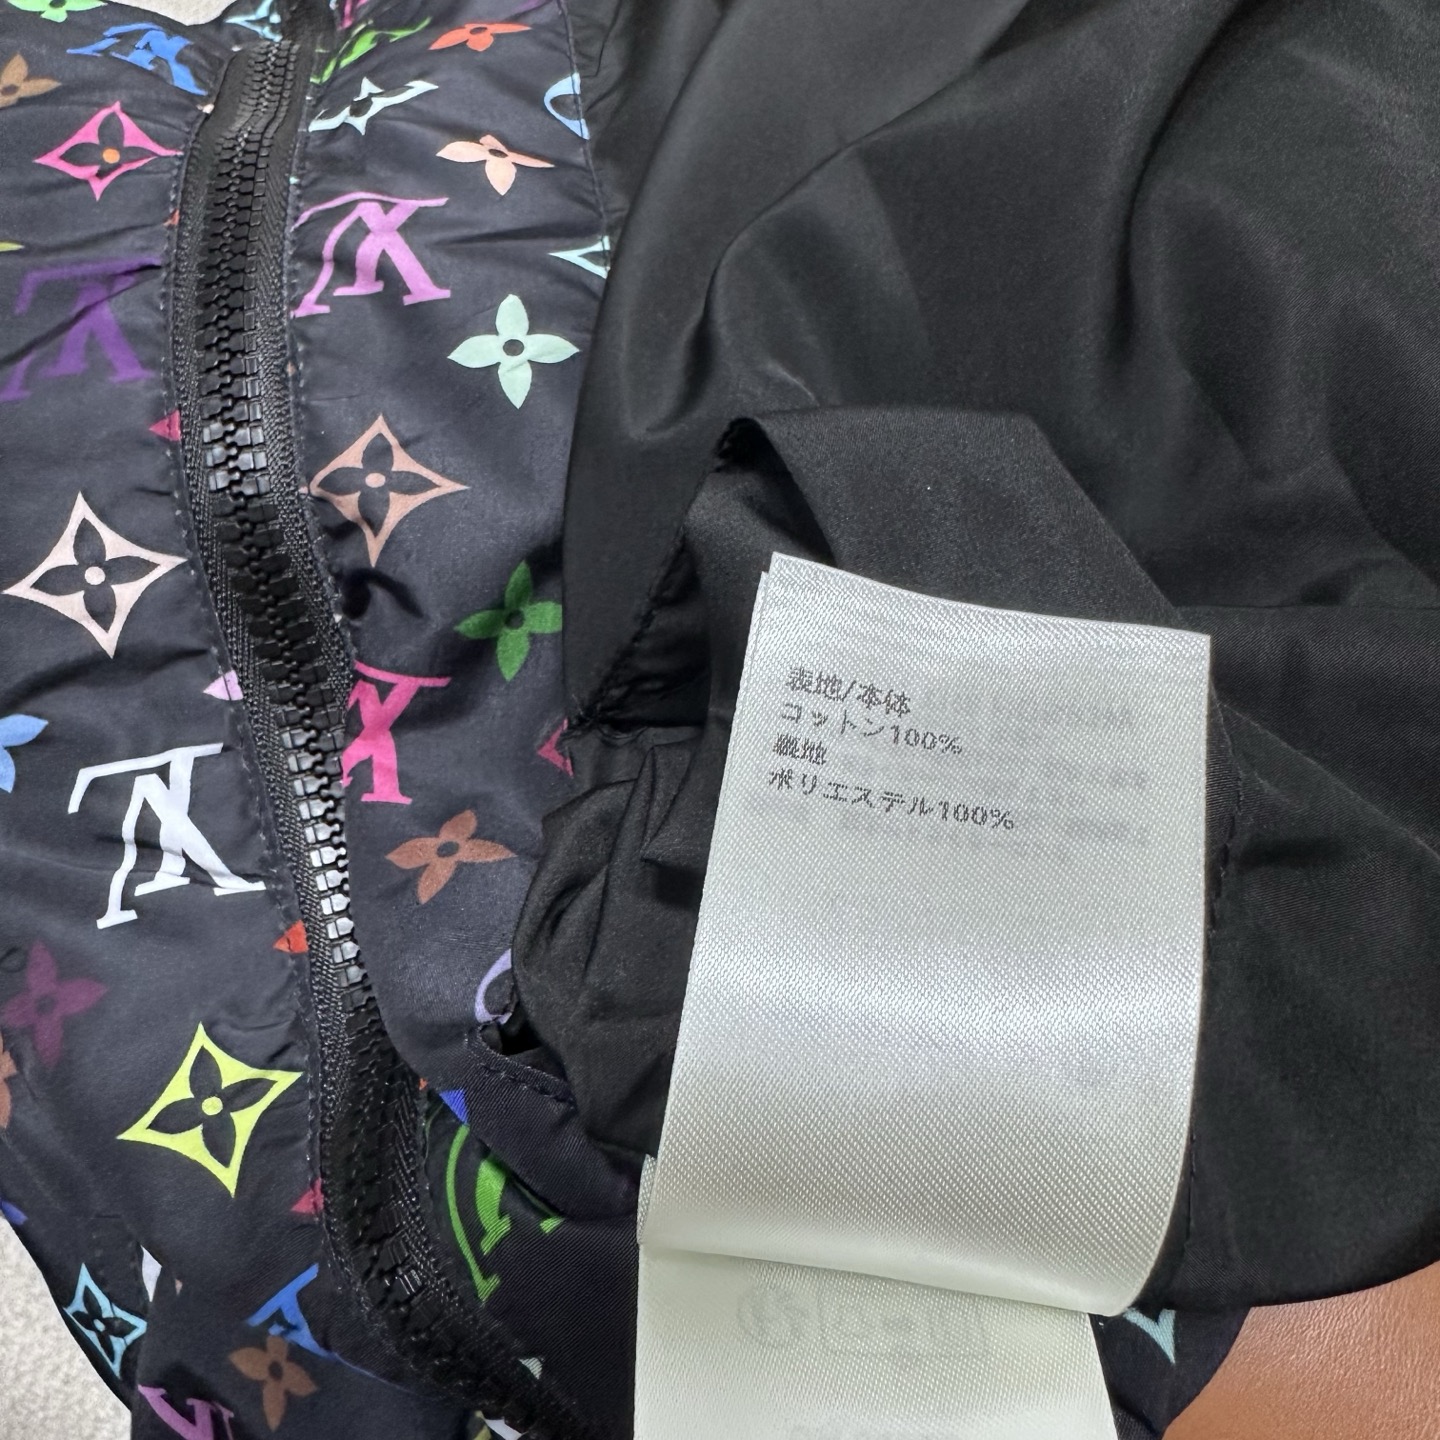 表地/本体
コットン100%
裏地
ポリエステル100%